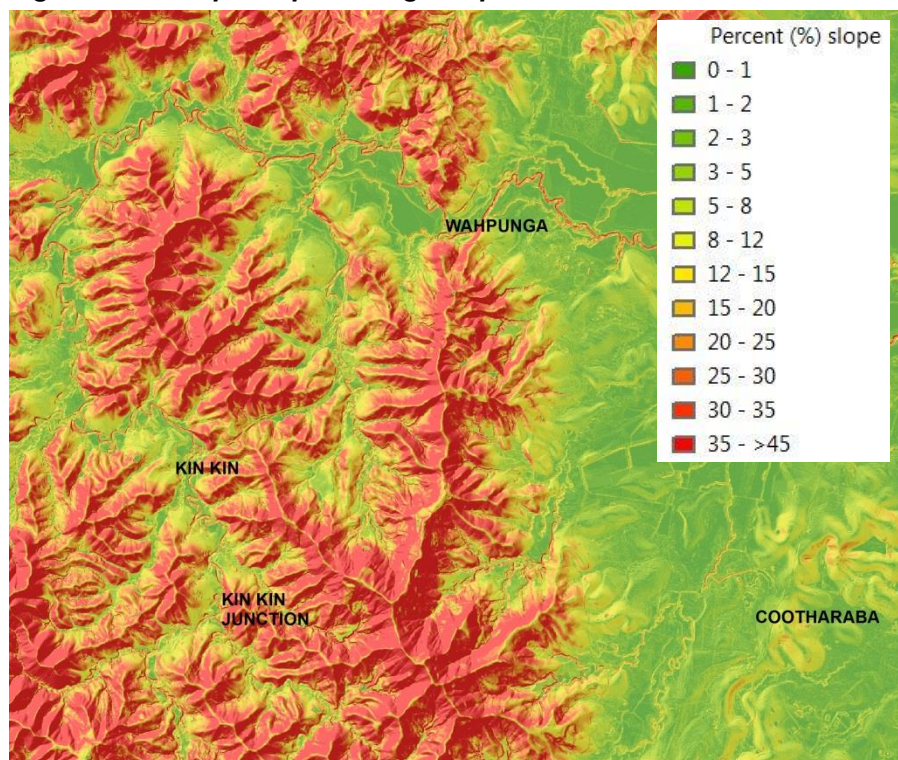 Percent (%) slope
0 - 1
1 - 2
2 - 3
3 - 5
5 - 8
8 - 12
12 - 15
15 - 20
20 - 25
25 - 30
30 - 35
35 - >45
WAHPUNGA
KIN KIN
KIN KIN
JUNCTION
COOTHARABA